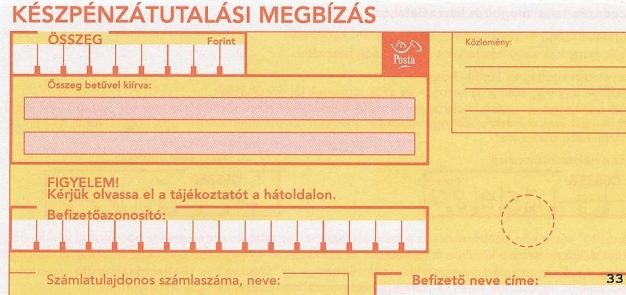 KÉSZPÉNZÁTUTALÁSI MEGBÍZÁS
ÖSSZEG Forint
Posta
Közlemény:
Összeg betűvel kiírva:
FIGYELEM!
Kérjük olvassa el a tájékoztatót a hátoldalon.
Befizetőazonosító:
Számlatulajdonos számlaszáma, neve:
Befizető neve címe:
33